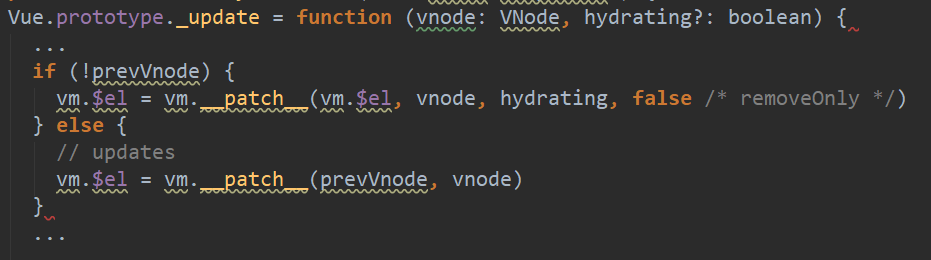 Vue.prototype._update = function (vnode: VNode, hydrating?: boolean) {
...
if (!prevVnode) {
vm.$el = vm.__patch__(vm.$el, vnode, hydrating, false /* removeOnly */)
} else {
// updates
vm.$el = vm.__patch__(prevVnode, vnode)
}
...